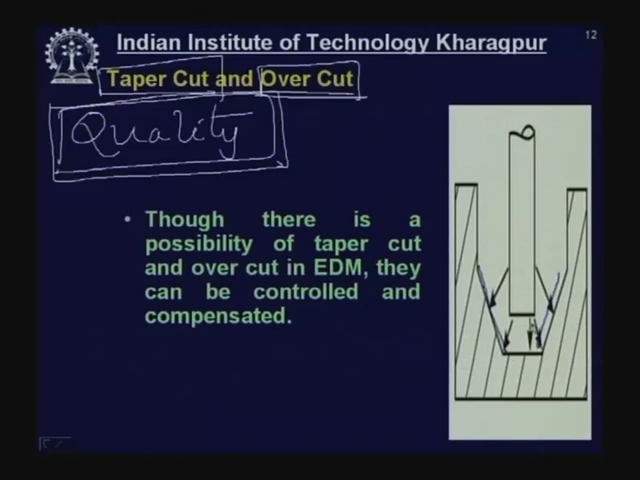 Indian Institute of Technology Kharagpur
12
Taper Cut and Over Cut
Quality
• Though there is a
possibility of taper cut
and over cut in EDM, they
can be controlled and
compensated.